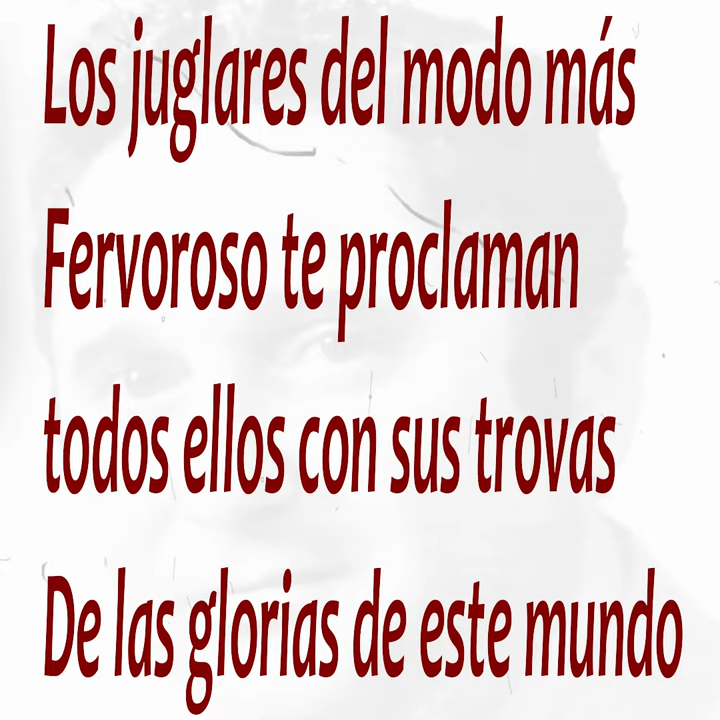 Los juglares del modo más
Fervoroso te proclaman
todos ellos con sus trovas
De las glorias de este mundo